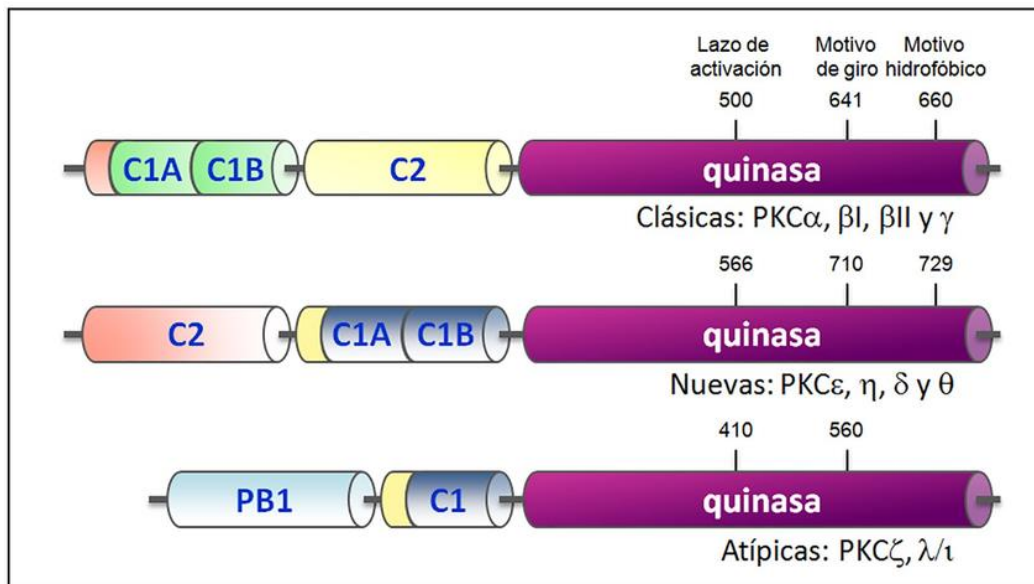 Lazo de activación
Motivo de giro
Motivo hidrofóbico
500 641 660
C1A C1B C2 quinasa
Clásicas: PKCα, βI, βII y γ
566 710 729
C2 C1A C1B quinasa
Nuevas: PKCε, η, δ y θ
410 560
PB1 C1 quinasa
Atípicas: PKCζ, λ/ι